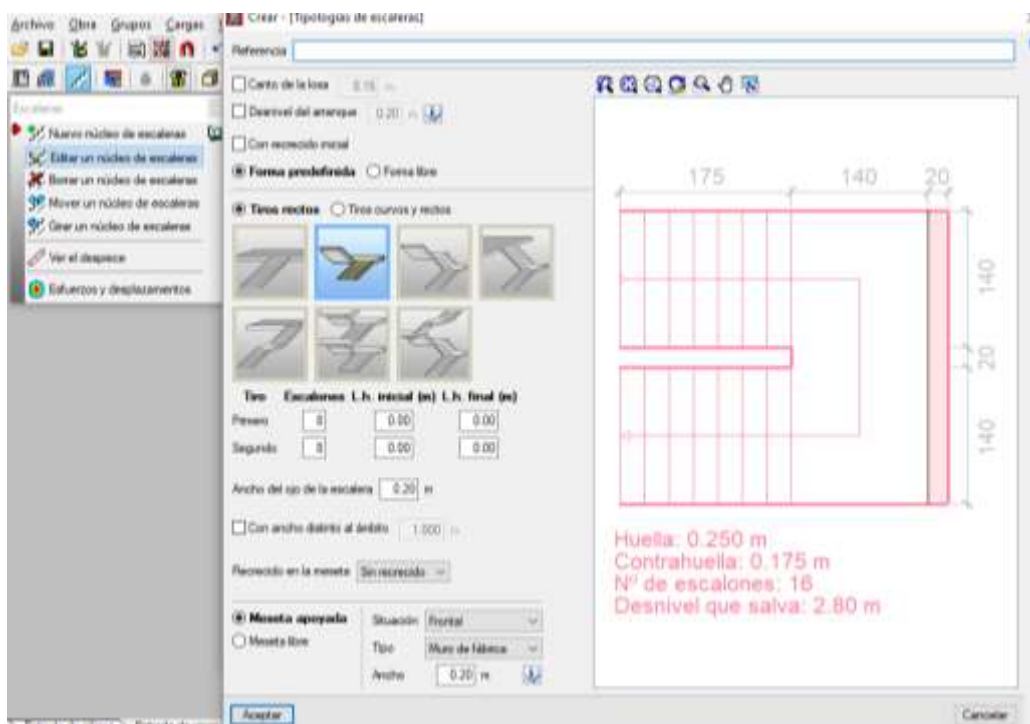 Archivo Obra Grupos Cargas
Crear - [Tipologías de escaleras]
Referencia
Escaleras
Nuevo núcleo de escaleras
Editar un núcleo de escaleras
Borrar un núcleo de escaleras
Mover un núcleo de escaleras
Girar un núcleo de escaleras
Ver el despiece
Esfuerzos y desplazamientos
Canto de la losa 0.15 m
Desnivel del arranque 0.20 m
Con recrecido inicial
Forma predefinida Forma libre
Tiros rectos Tiros curvos y rectos
Tiro Escalones L.h. inicial (m) L.h. final (m)
Primero 8 0.00 0.00
Segundo 8 0.00 0.00
Ancho del ojo de la escalera 0.20 m
Con ancho distinto al ámbito 1.000 m
Recrecido en la meseta Sin recrecido
Meseta apoyada
Meseta libre
Situación Frontal
Tipo Muro de fábrica
Ancho 0.20 m
175 140 20
140
20
140
Huella: 0.250 m
Contrahuella: 0.175 m
Nº de escalones: 16
Desnivel que salva: 2.80 m
Aceptar
Cancelar